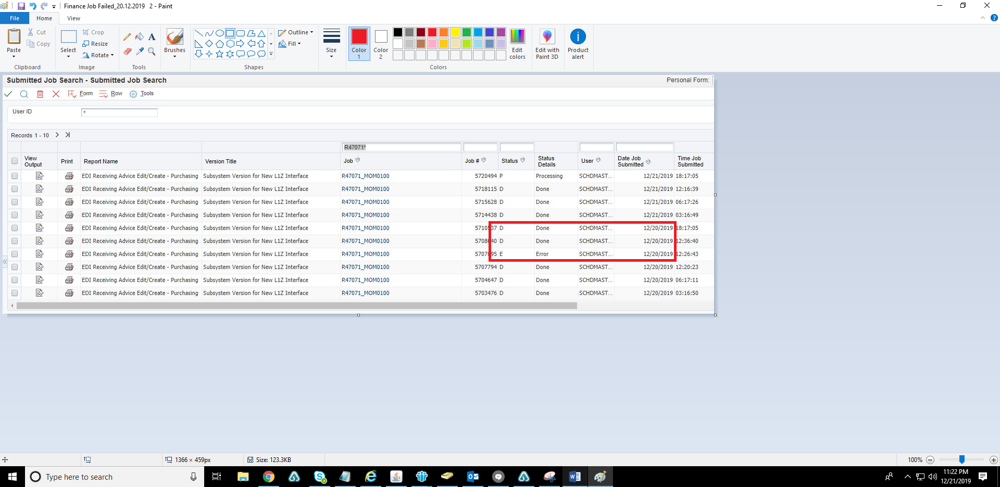 Finance Job Failed_20.12.2019   2 - Paint
File Home View
Paste
Cut
Copy
Clipboard
Select
Crop
Resize
Rotate
Image
A
Tools
Brushes
Outline
Fill
Shapes
Size
Color 1
Color 2
Edit colors
Colors
Edit with Paint 3D
Product alert
Submitted Job Search - Submitted Job Search Personal Form:
Form Row Tools
User ID *
Records 1 - 10
R47071*
View Output Print Report Name Version Title Job Job # Status Status Details User Date Job Submitted Time Job Submitted
EDI Receiving Advice Edit/Create - Purchasing Subsystem Version for New L1Z Interface R47071_MOM0100 5720494 P Processing SCHDMAST... 12/21/2019 18:17:05
EDI Receiving Advice Edit/Create - Purchasing Subsystem Version for New L1Z Interface R47071_MOM0100 5718115 D Done SCHDMAST... 12/21/2019 12:16:39
EDI Receiving Advice Edit/Create - Purchasing Subsystem Version for New L1Z Interface R47071_MOM0100 5715628 D Done SCHDMAST... 12/21/2019 06:17:26
EDI Receiving Advice Edit/Create - Purchasing Subsystem Version for New L1Z Interface R47071_MOM0100 5714438 D Done SCHDMAST... 12/21/2019 03:16:49
EDI Receiving Advice Edit/Create - Purchasing Subsystem Version for New L1Z Interface R47071_MOM0100 D Done SCHDMAST... 12/20/2019 18:17:05
EDI Receiving Advice Edit/Create - Purchasing Subsystem Version for New L1Z Interface R47071_MOM0100 D Done SCHDMAST... 12/20/2019 12:36:40
EDI Receiving Advice Edit/Create - Purchasing Subsystem Version for New L1Z Interface R47071_MOM0100 E Error SCHDMAST... 12/20/2019 12:26:43
EDI Receiving Advice Edit/Create - Purchasing Subsystem Version for New L1Z Interface R47071_MOM0100 5707794 D Done SCHDMAST... 12/20/2019 12:20:23
EDI Receiving Advice Edit/Create - Purchasing Subsystem Version for New L1Z Interface R47071_MOM0100 5704647 D Done SCHDMAST... 12/20/2019 06:17:11
EDI Receiving Advice Edit/Create - Purchasing Subsystem Version for New L1Z Interface R47071_MOM0100 5703476 D Done SCHDMAST... 12/20/2019 03:16:50
1366 × 459px Size: 123.3KB 100%
Type here to search
11:22 PM
12/21/2019